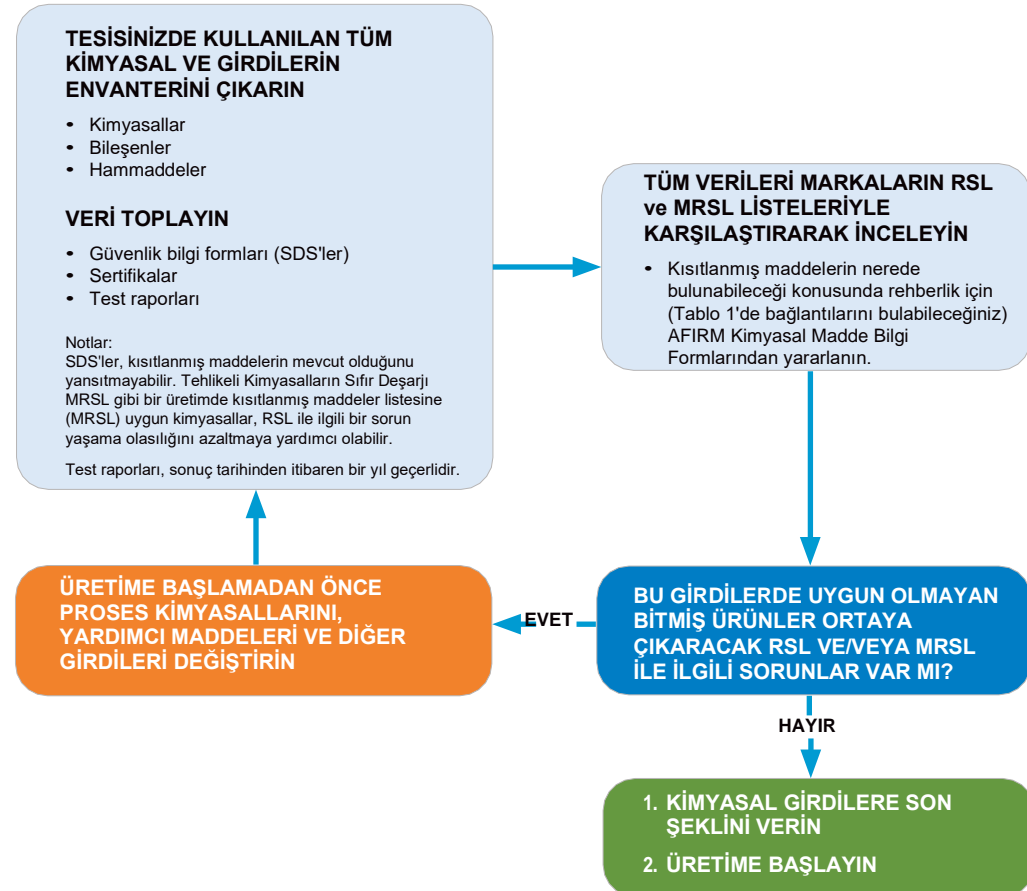 TESİSİNİZDE KULLANILAN TÜM
KİMYASAL VE GİRDİLERİN
ENVANTERİNİ ÇIKARIN
• Kimyasallar
• Bileşenler
• Hammaddeler
VERİ TOPLAYIN
• Güvenlik bilgi formları (SDS'ler)
• Sertifikalar
• Test raporları
Notlar:
SDS'ler, kısıtlanmış maddelerin mevcut olduğunu
yansıtmayabilir. Tehlikeli Kimyasalların Sıfır Deşarjı
MRSL gibi bir üretimde kısıtlanmış maddeler listesine
(MRSL) uygun kimyasallar, RSL ile ilgili bir sorun
yaşama olasılığını azaltmaya yardımcı olabilir.
Test raporları, sonuç tarihinden itibaren bir yıl geçerlidir.
TÜM VERİLERİ MARKALARIN RSL
ve MRSL LİSTELERİYLE
KARŞILAŞTIRARAK İNCELEYİN
• Kısıtlanmış maddelerin nerede
bulunabileceği konusunda rehberlik için
(Tablo 1'de bağlantılarını bulabileceğiniz)
AFIRM Kimyasal Madde Bilgi
Formlarından yararlanın.
BU GİRDİLERDE UYGUN OLMAYAN
BİTMİŞ ÜRÜNLER ORTAYA
ÇIKARACAK RSL VE/VEYA MRSL
İLE İLGİLİ SORUNLAR VAR MI?
EVET
ÜRETİME BAŞLAMADAN ÖNCE
PROSES KİMYASALLARINI,
YARDIMCI MADDELERİ VE DİĞER
GİRDİLERİ DEĞİŞTİRİN
HAYIR
1. KİMYASAL GİRDİLERE SON
ŞEKLİNİ VERİN
2. ÜRETİME BAŞLAYIN